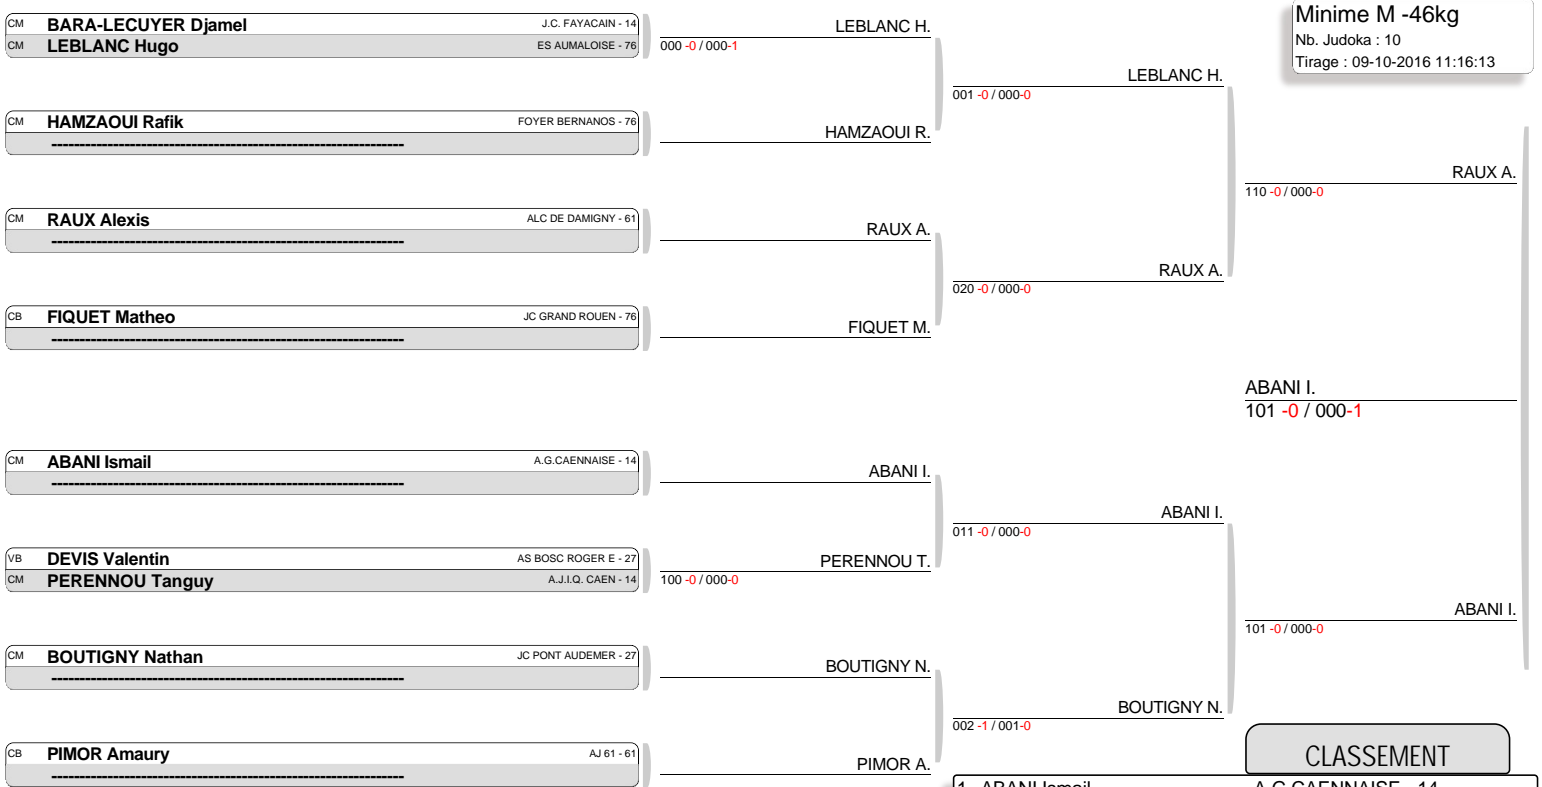 Minime M -46kg
Nb. Judoka : 10
Tirage : 09-10-2016 11:16:13
CM BARA-LECUYER Djamel J.C. FAYACAIN - 14
CM LEBLANC Hugo ES AUMALOISE - 76
LEBLANC H.
000 -0 / 000-1
LEBLANC H.
001 -0 / 000-0
CM HAMZAOUI Rafik FOYER BERNANOS - 76
----------------------------------------------------------------
HAMZAOUI R.
RAUX A.
110 -0 / 000-0
CM RAUX Alexis ALC DE DAMIGNY - 61
----------------------------------------------------------------
RAUX A.
RAUX A.
020 -0 / 000-0
CB FIQUET Matheo JC GRAND ROUEN - 76
----------------------------------------------------------------
FIQUET M.
ABANI I.
101 -0 / 000-1
CM ABANI Ismail A.G.CAENNAISE - 14
----------------------------------------------------------------
ABANI I.
ABANI I.
011 -0 / 000-0
VB DEVIS Valentin AS BOSC ROGER E - 27
CM PERENNOU Tanguy A.J.I.Q. CAEN - 14
PERENNOU T.
100 -0 / 000-0
ABANI I.
101 -0 / 000-0
CM BOUTIGNY Nathan JC PONT AUDEMER - 27
----------------------------------------------------------------
BOUTIGNY N.
BOUTIGNY N.
002 -1 / 001-0
CB PIMOR Amaury AJ 61 - 61
----------------------------------------------------------------
PIMOR A.
CLASSEMENT
1 ABANI Ismail A.G.CAENNAISE - 14